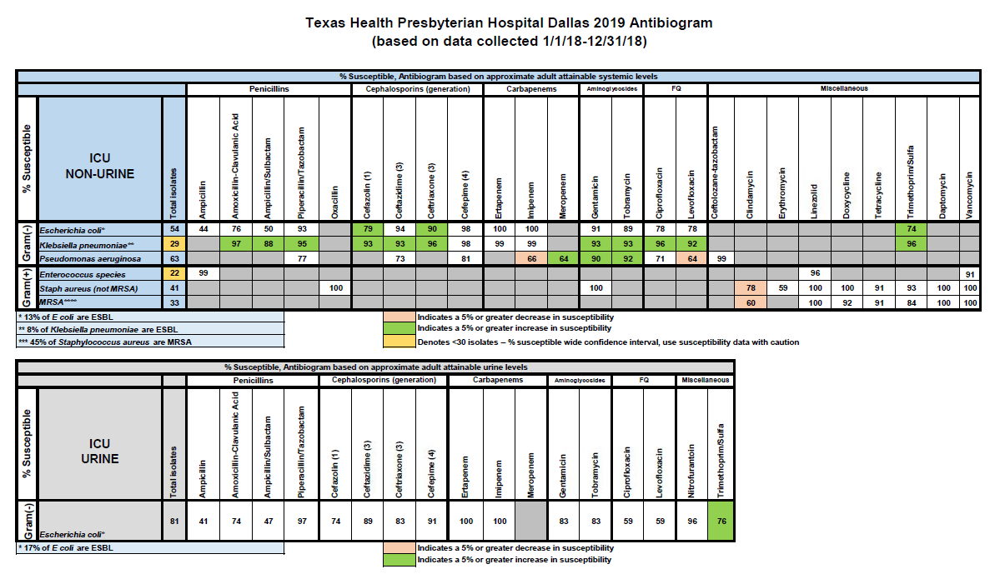 Texas Health Presbyterian Hospital Dallas 2019 Antibiogram
(based on data collected 1/1/18-12/31/18)
% Susceptible, Antibiogram based on approximate adult attainable systemic levels
Penicillins Cephalosporins (generation) Carbapenems Aminoglyoosides FQ Miscellaneous
% Susceptible ICU NON-URINE Total isolates Ampicillin Amoxicillin-Clavulanic Acid Ampicillin/Sulbactam Piperacillin/Tazobactam Oxacillin Cefazolin (1) Ceftazidime (3) Ceftriaxone (3) Cefepime (4) Ertapenem Imipenem Meropenem Gentamicin Tobramycin Ciprofloxacin Levofloxacin Ceftolozane-tazobactam Clindamycin Erythromycin Linezolid Doxycycline Tetracycline Trimethoprim/Sulfa Daptomycin Vancomycin
Gram(-)
Escherichia coli* 54 44 76 50 93 79 94 90 98 100 100 91 89 78 78 74
Klebsiella pneumoniae** 29 97 88 95 93 93 96 98 99 99 93 93 96 92 96
Pseudomonas aeruginosa 63 77 73 81 66 64 90 92 71 64 99
Gram(+)
Enterococcus species 22 99 96 91
Staph aureus (not MRSA) 41 100 100 78 59 100 100 91 93 100 100
MRSA**** 33 60 100 92 91 84 100 100
* 13% of E coli are ESBL Indicates a 5% or greater decrease in susceptibility
** 8% of Klebsiella pneumoniae are ESBL Indicates a 5% or greater increase in susceptibility
*** 45% of Staphylococcus aureus are MRSA Denotes <30 isolates – % susceptible wide confidence interval, use susceptibility data with caution
% Susceptible, Antibiogram based on approximate adult attainable urine levels
Penicillins Cephalosporins (generation) Carbapenems Aminoglyoosides FQ Miscellaneous
% Susceptible ICU URINE Total isolates Ampicillin Amoxicillin-Clavulanic Acid Ampicillin/Sulbactam Piperacillin/Tazobactam Cefazolin (1) Ceftazidime (3) Ceftriaxone (3) Cefepime (4) Ertapenem Imipenem Meropenem Gentamicin Tobramycin Ciprofloxacin Levofloxacin Nitrofurantoin Trimethoprim/Sulfa
Gram(-)
Escherichia coli* 81 41 74 47 97 74 89 83 91 100 100 83 83 59 59 96 76
* 17% of E coli are ESBL Indicates a 5% or greater decrease in susceptibility
Indicates a 5% or greater increase in susceptibility